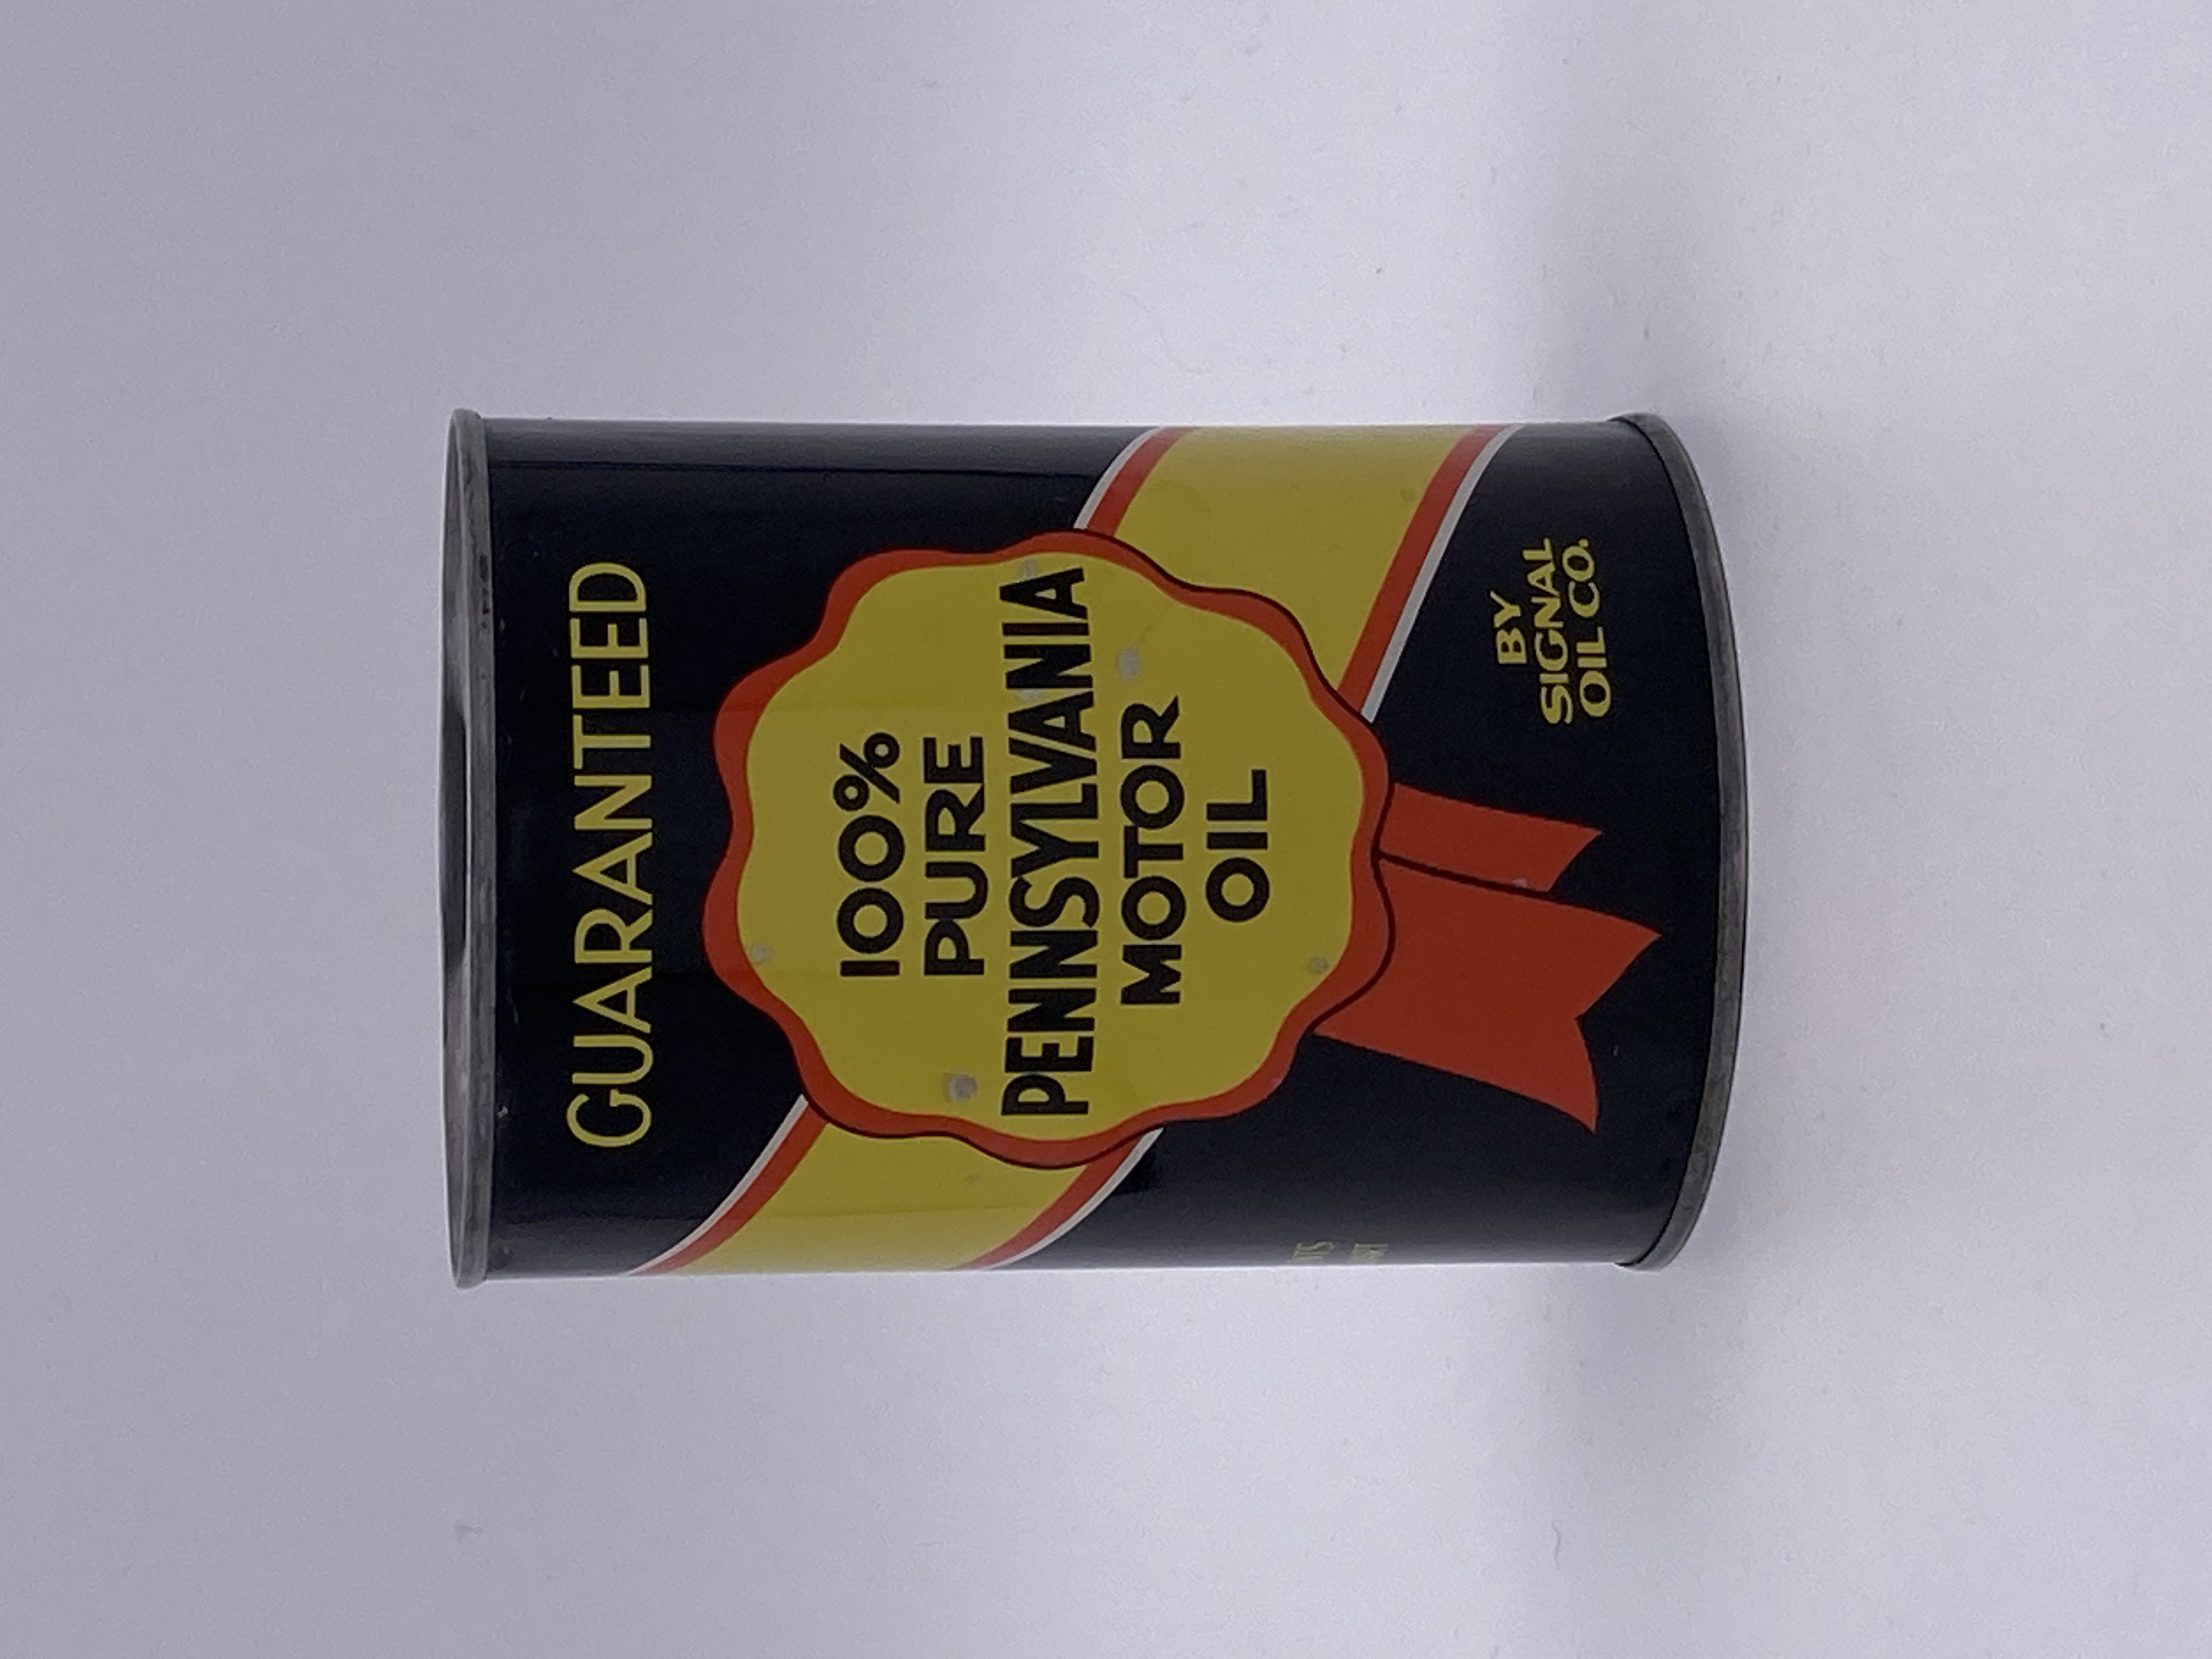 GUARANTEED
100%
PURE
PENNSYLVANIA
MOTOR
OIL
BY
SIGNAL
OIL CO.